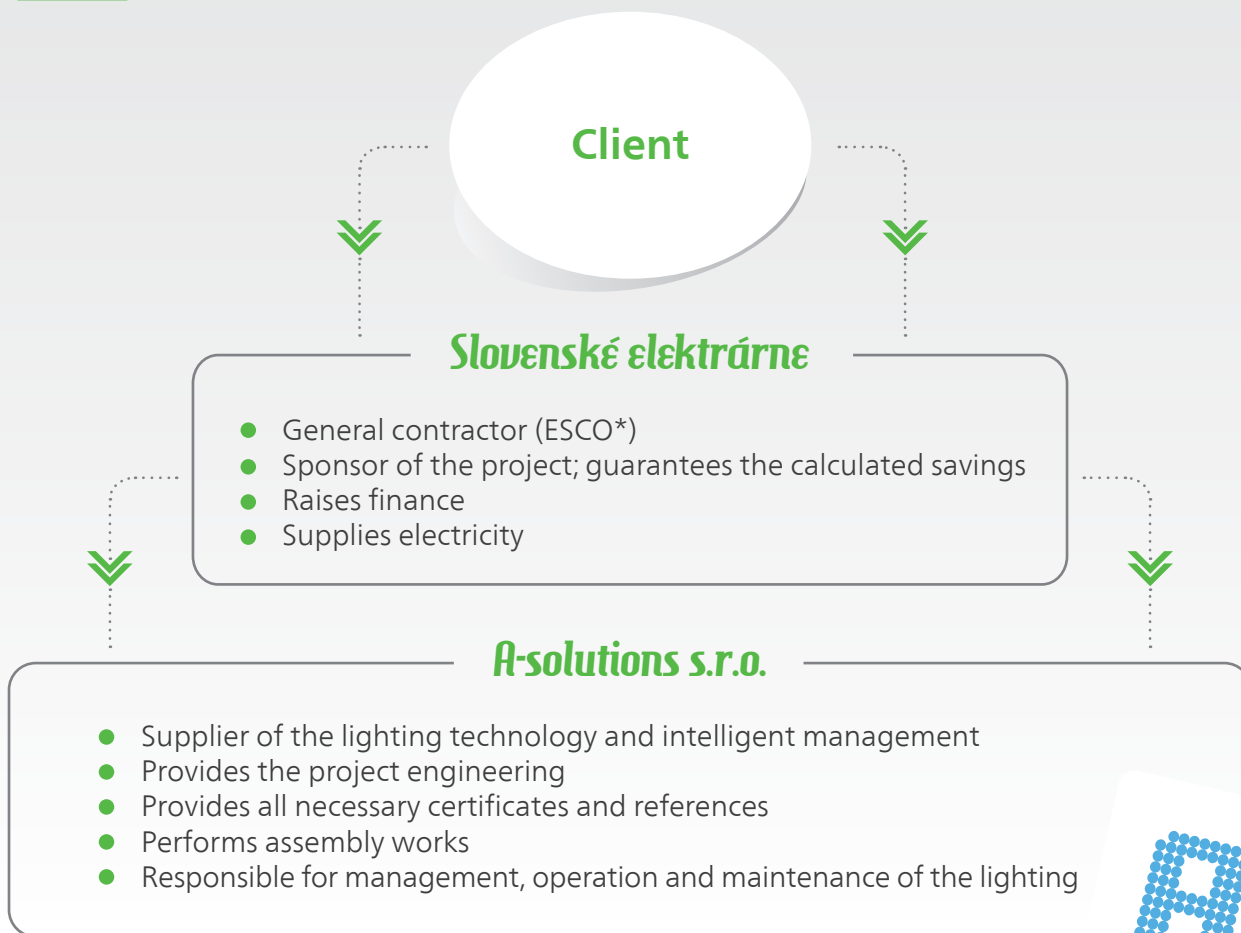 Client
Slovenské elektrárne
General contractor (ESCO*)
Sponsor of the project; guarantees the calculated savings
Raises finance
Supplies electricity
A-solutions s.r.o.
Supplier of the lighting technology and intelligent management
Provides the project engineering
Provides all necessary certificates and references
Performs assembly works
Responsible for management, operation and maintenance of the lighting